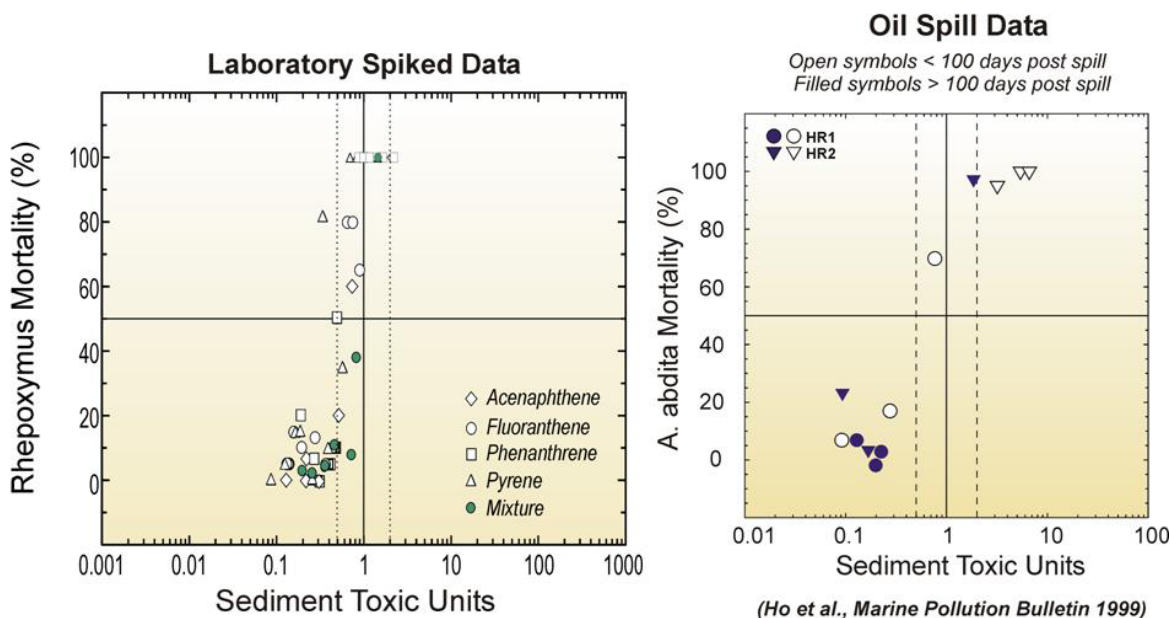 Laboratory Spiked Data
Rhepoxymus Mortality (%)
100
80
60
40
20
0
Acenaphthene
Fluoranthene
Phenanthrene
Pyrene
Mixture
0.001
0.01
0.1
1
10
100
1000
Sediment Toxic Units
Oil Spill Data
Open symbols < 100 days post spill
Filled symbols > 100 days post spill
HR1
HR2
A. abdita Mortality (%)
100
80
60
40
20
0
0.01
0.1
1
10
100
Sediment Toxic Units
(Ho et al., Marine Pollution Bulletin 1999)